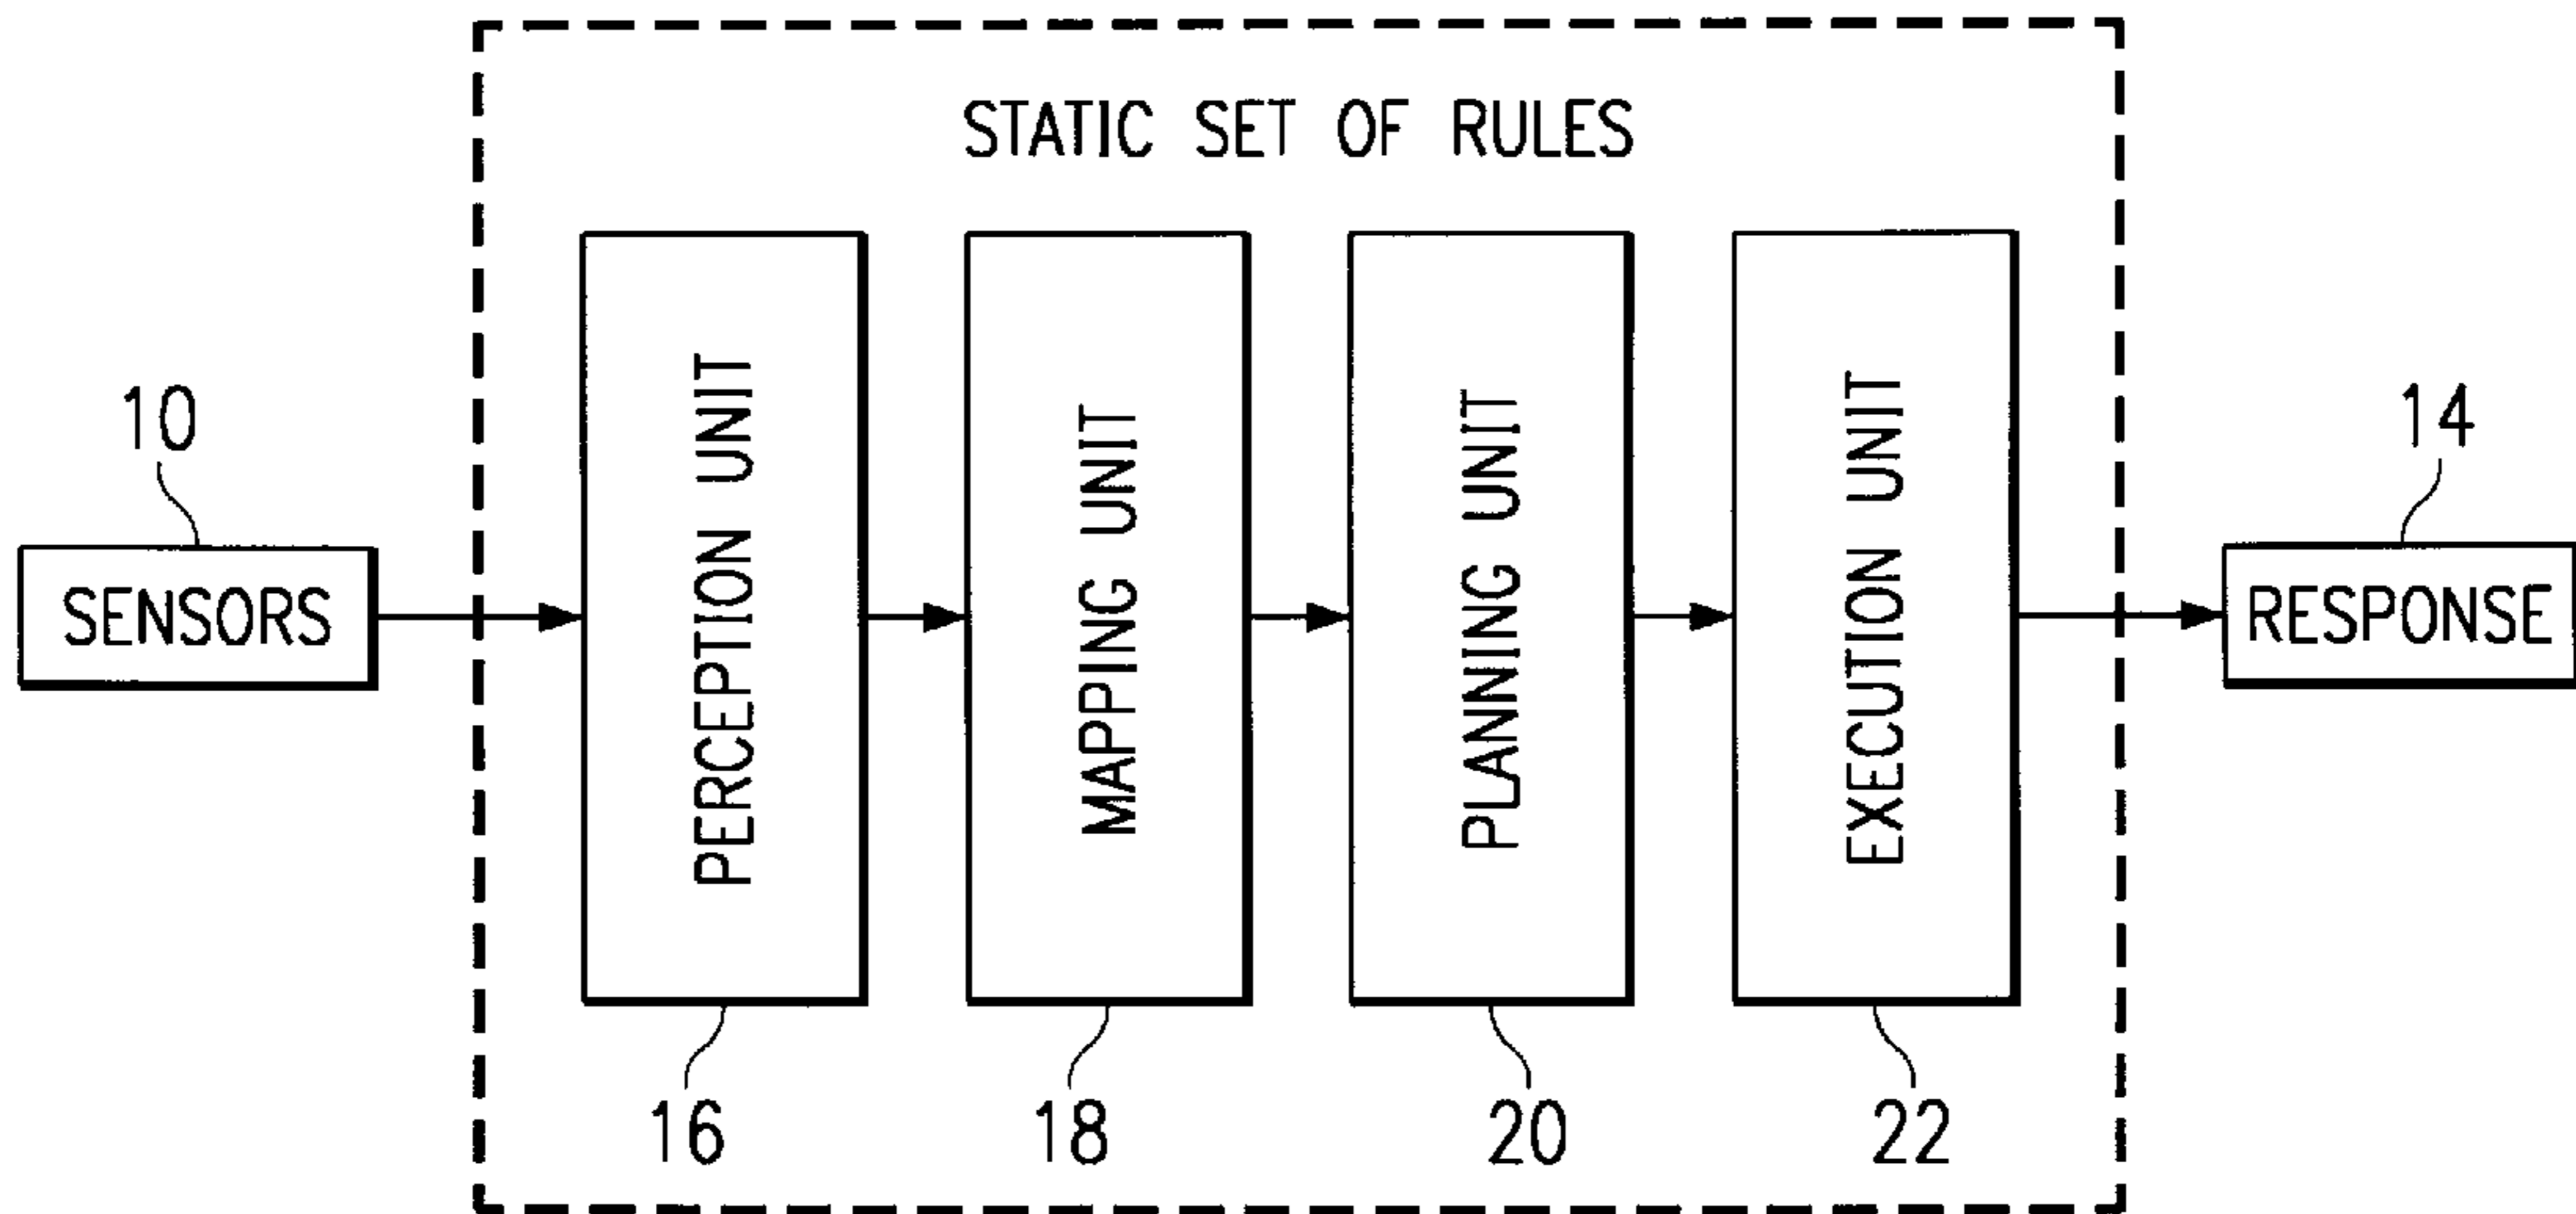 STATIC SET OF RULES
10
SENSORS
PERCEPTION UNIT
MAPPING UNIT
PLANNING UNIT
EXECUTION UNIT
14
RESPONSE
16
18
20
22